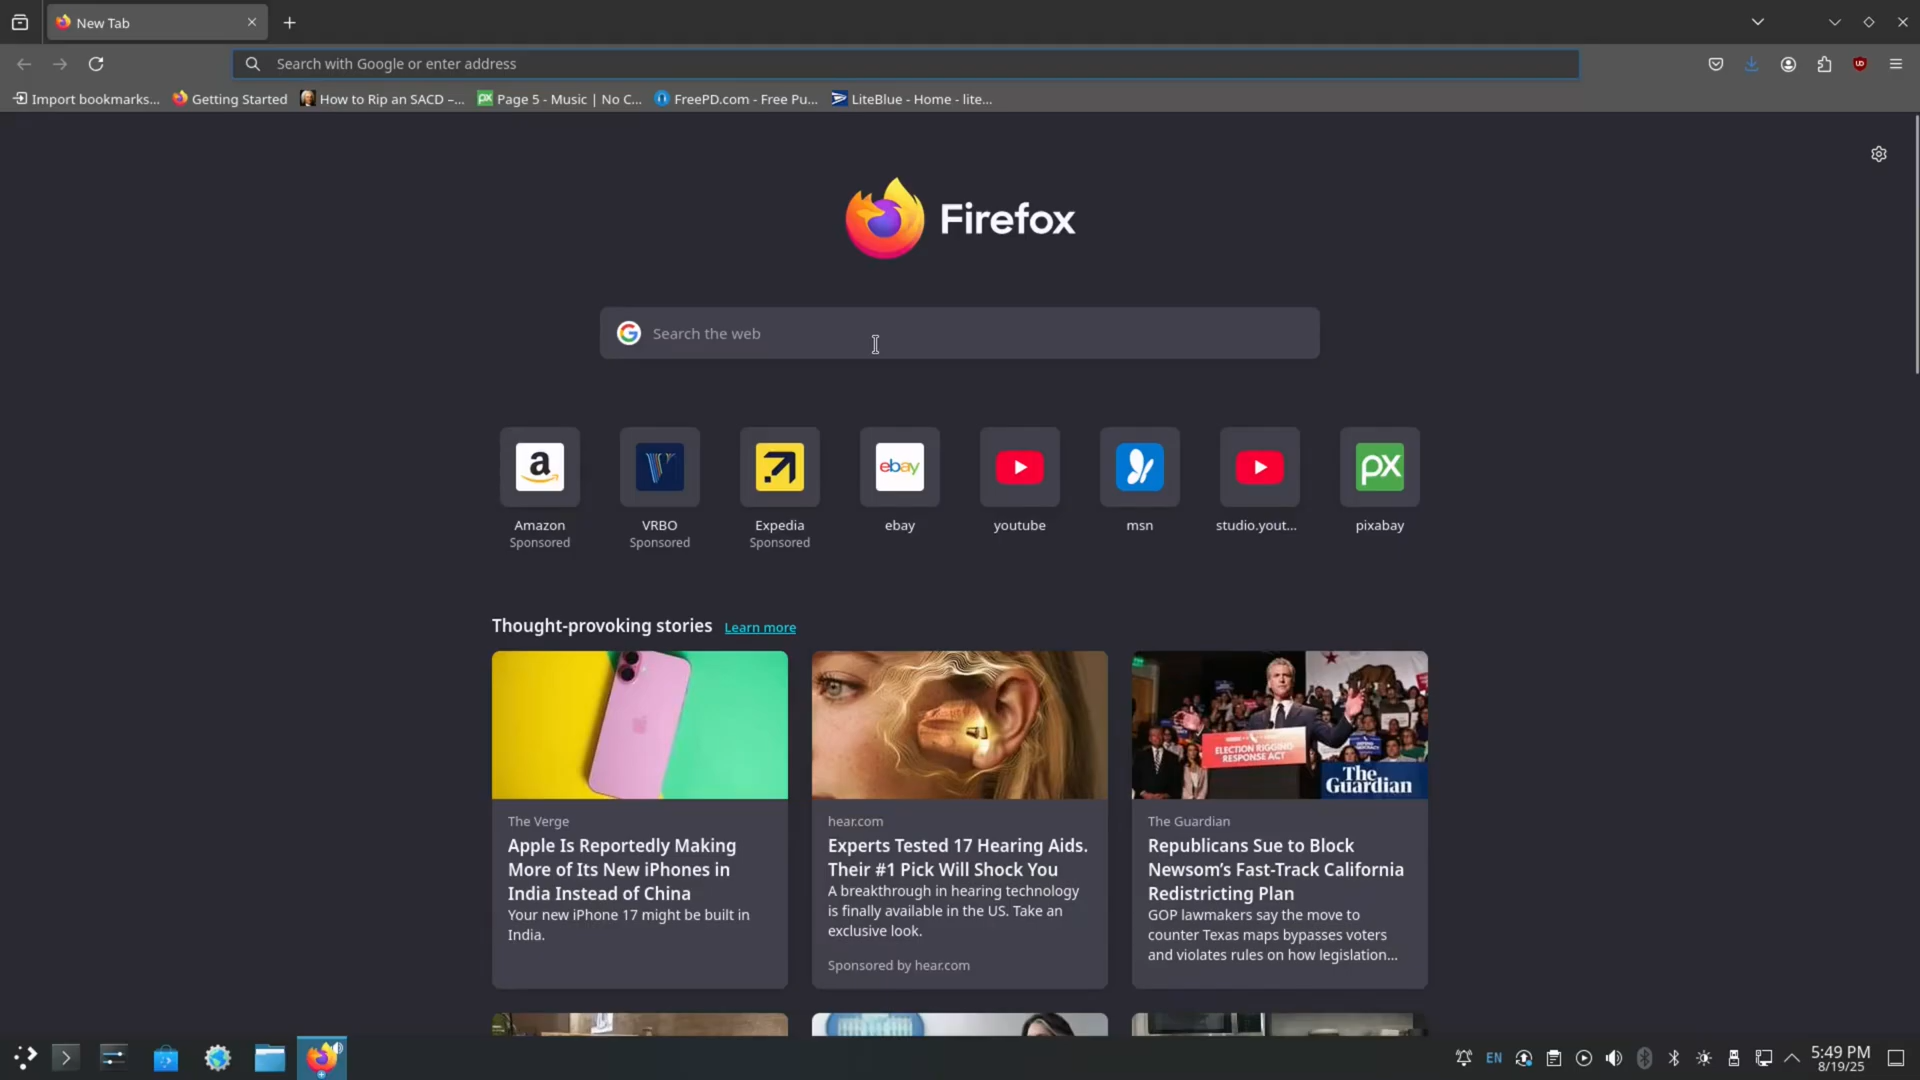 New Tab
Search with Google or enter address
Import bookmarks...
Getting Started
How to Rip an SACD –...
Page 5 - Music | No C...
FreePD.com - Free Pu...
LiteBlue - Home - lite...
Firefox
Search the web
Amazon
Sponsored
VRBO
Sponsored
Expedia
Sponsored
ebay
ebay
youtube
msn
studio.yout...
px
pixabay
Thought-provoking stories Learn more
ELECTION RIGGING
RESPONSE ACT
The
Guardian
The Verge
Apple Is Reportedly Making
More of Its New iPhones in
India Instead of China
Your new iPhone 17 might be built in
India.
hear.com
Experts Tested 17 Hearing Aids.
Their #1 Pick Will Shock You
A breakthrough in hearing technology
is finally available in the US. Take an
exclusive look.
Sponsored by hear.com
The Guardian
Republicans Sue to Block
Newsom’s Fast-Track California
Redistricting Plan
GOP lawmakers say the move to
counter Texas maps bypasses voters
and violates rules on how legislation...
EN
5:49 PM
8/19/25